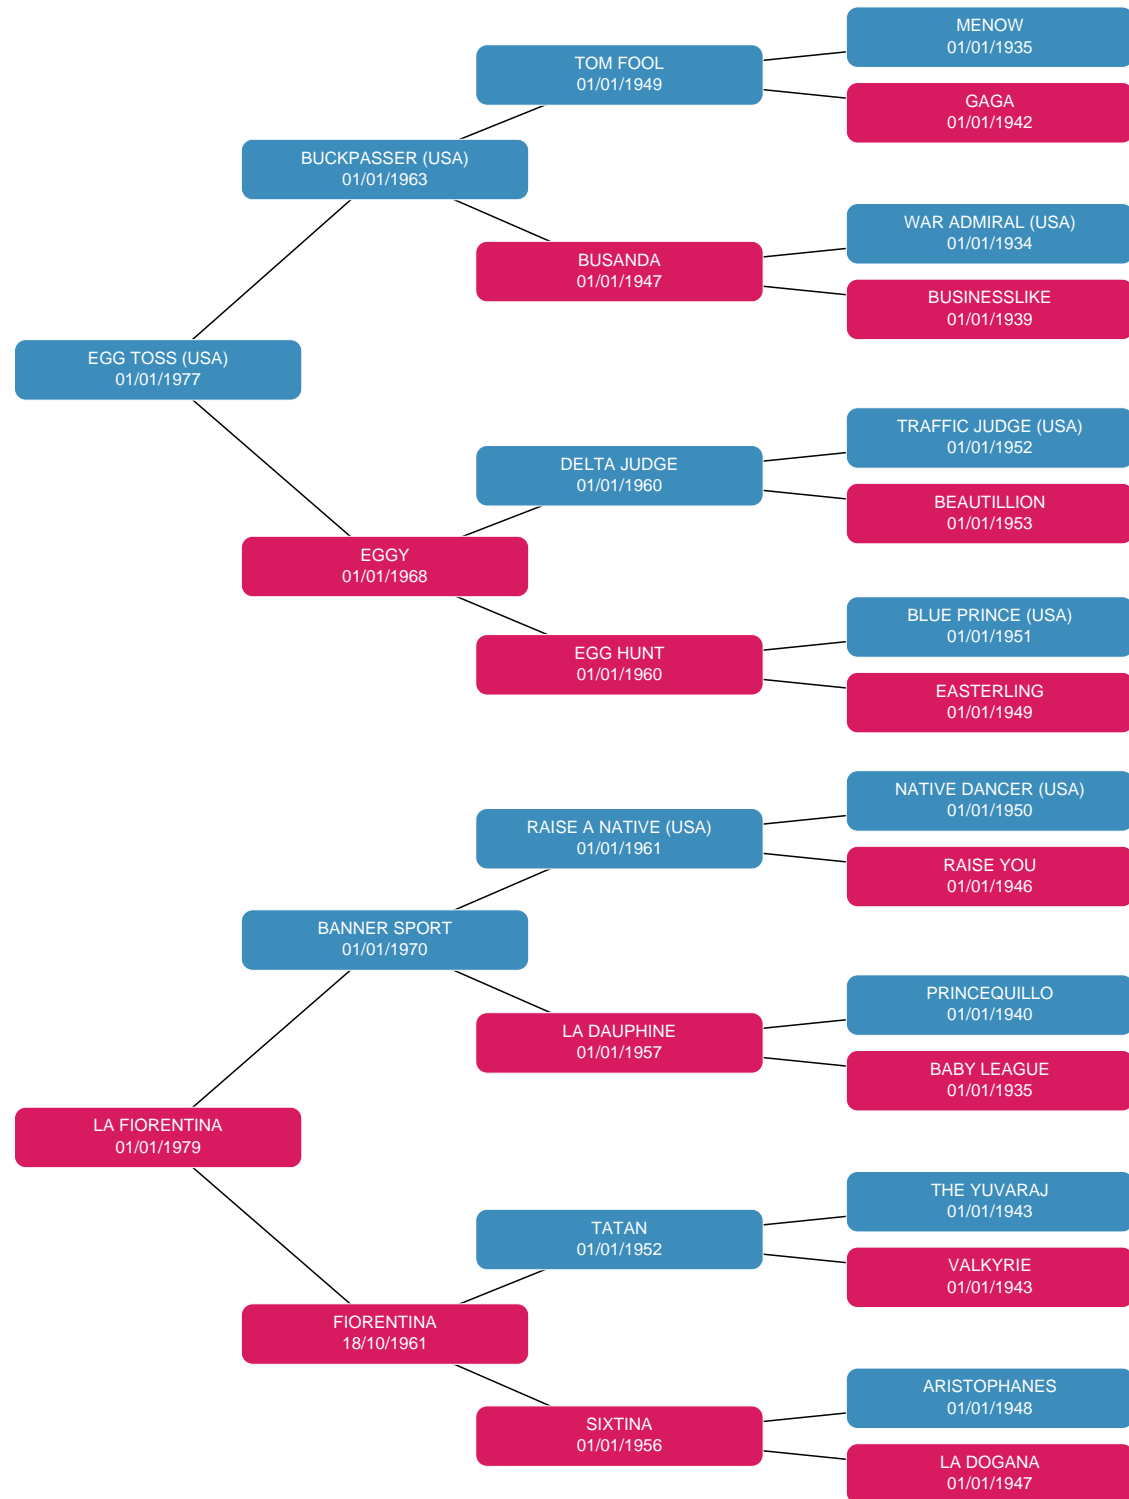 MENOW
01/01/1935
TOM FOOL
01/01/1949
GAGA
01/01/1942
BUCKPASSER (USA)
01/01/1963
WAR ADMIRAL (USA)
01/01/1934
BUSANDA
01/01/1947
BUSINESSLIKE
01/01/1939
EGG TOSS (USA)
01/01/1977
TRAFFIC JUDGE (USA)
01/01/1952
DELTA JUDGE
01/01/1960
BEAUTILLION
01/01/1953
EGGY
01/01/1968
BLUE PRINCE (USA)
01/01/1951
EGG HUNT
01/01/1960
EASTERLING
01/01/1949
NATIVE DANCER (USA)
01/01/1950
RAISE A NATIVE (USA)
01/01/1961
RAISE YOU
01/01/1946
BANNER SPORT
01/01/1970
PRINCEQUILLO
01/01/1940
LA DAUPHINE
01/01/1957
BABY LEAGUE
01/01/1935
LA FIORENTINA
01/01/1979
THE YUVARAJ
01/01/1943
TATAN
01/01/1952
VALKYRIE
01/01/1943
FIORENTINA
18/10/1961
ARISTOPHANES
01/01/1948
SIXTINA
01/01/1956
LA DOGANA
01/01/1947